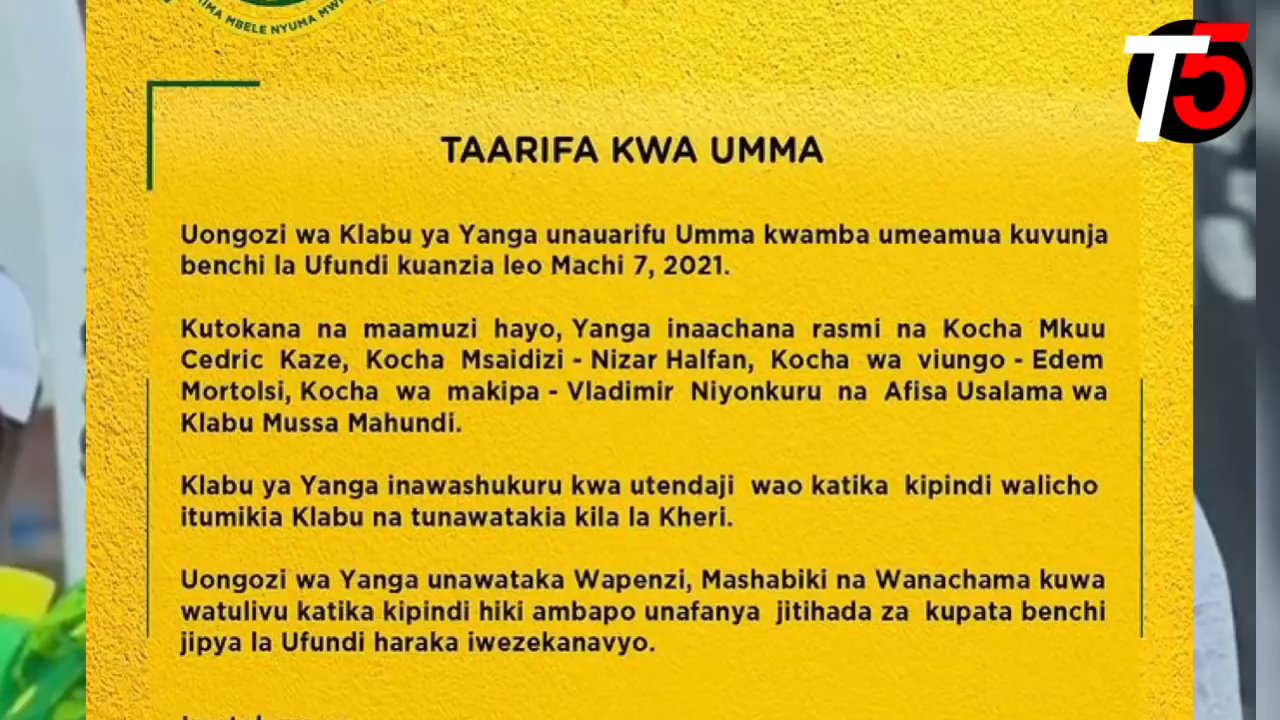 MBELE NYUMA
T5
TAARIFA KWA UMMA
Uongozi wa Klabu ya Yanga unauarifu Umma kwamba umeamua kuvunja
benchi la Ufundi kuanzia leo Machi 7, 2021.
Kutokana na maamuzi hayo, Yanga inaachana rasmi na Kocha Mkuu
Cedric Kaze, Kocha Msaidizi - Nizar Halfan, Kocha wa viungo - Edem
Mortolsi, Kocha wa makipa - Vladimir Niyonkuru na Afisa Usalama wa
Klabu Mussa Mahundi.
Klabu ya Yanga inawashukuru kwa utendaji wao katika kipindi walicho
itumikia Klabu na tunawatakia kila la Kheri.
Uongozi wa Yanga unawataka Wapenzi, Mashabiki na Wanachama kuwa
watulivu katika kipindi hiki ambapo unafanya jitihada za kupata benchi
jipya la Ufundi haraka iwezekanavyo.